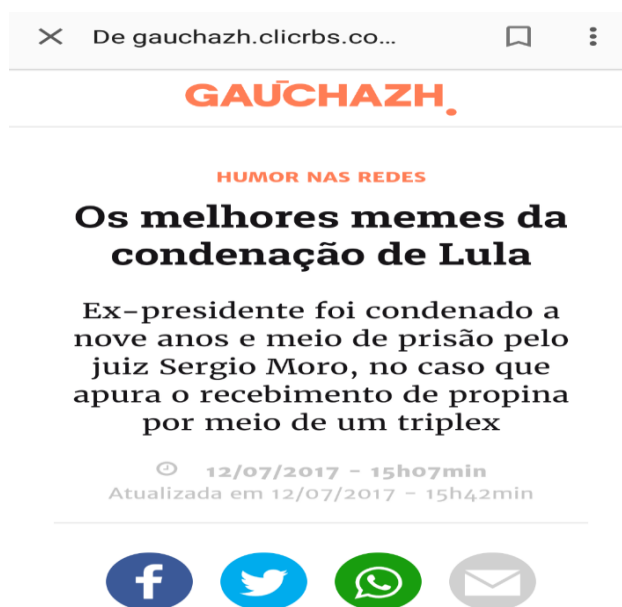 De gauchazh.clicrbs.co...
GAÚCHAZH.
HUMOR NAS REDES
Os melhores memes da
condenação de Lula
Ex-presidente foi condenado a
nove anos e meio de prisão pelo
juiz Sergio Moro, no caso que
apura o recebimento de propina
por meio de um triplex
12/07/2017 - 15h07min
Atualizada em 12/07/2017 - 15h42min